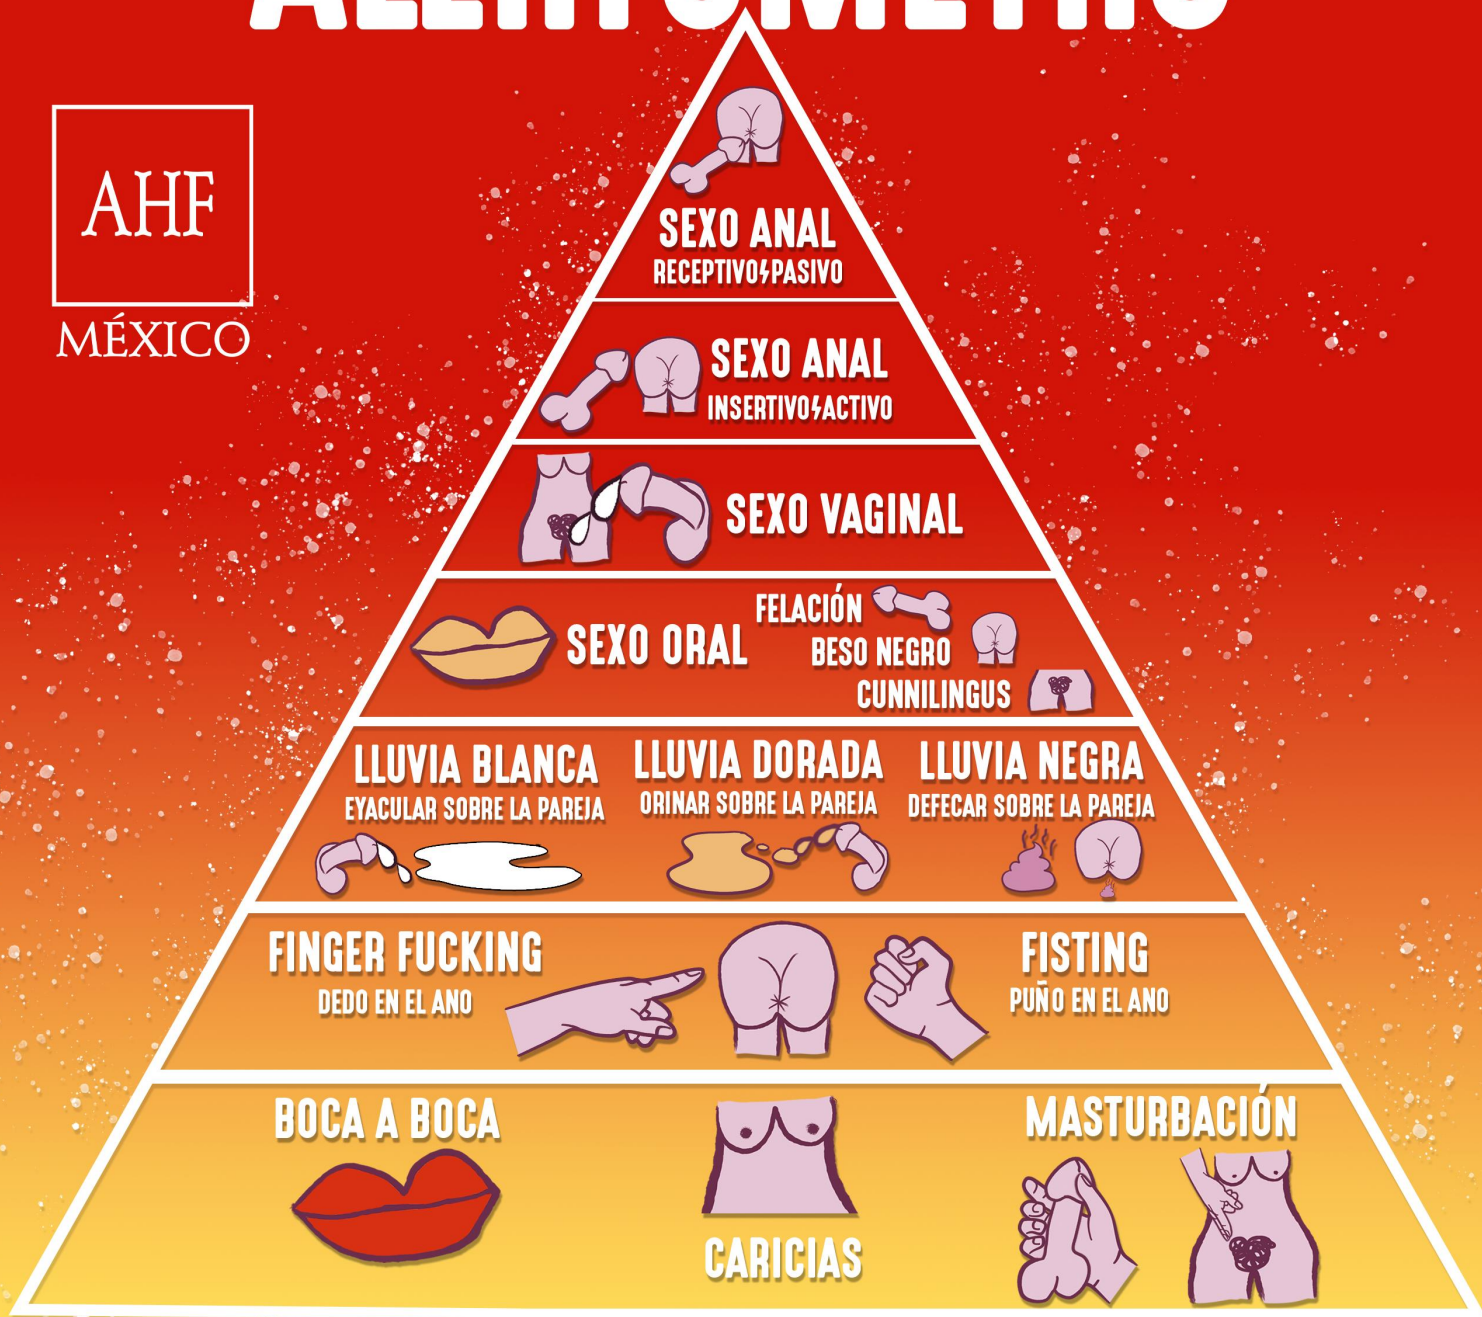 ALERTÓMETRO
AHF
MÉXICO
SEXO ANAL
RECEPTIVO⚡PASIVO
SEXO ANAL
INSERTIVO⚡ACTIVO
SEXO VAGINAL
SEXO ORAL
FELACIÓN
BESO NEGRO
CUNNILINGUS
LLUVIA BLANCA
EYACULAR SOBRE LA PAREJA
LLUVIA DORADA
ORINAR SOBRE LA PAREJA
LLUVIA NEGRA
DEFECAR SOBRE LA PAREJA
FINGER FUCKING
DEDO EN EL ANO
FISTING
PUÑO EN EL ANO
BOCA A BOCA
CARICIAS
MASTURBACIÓN